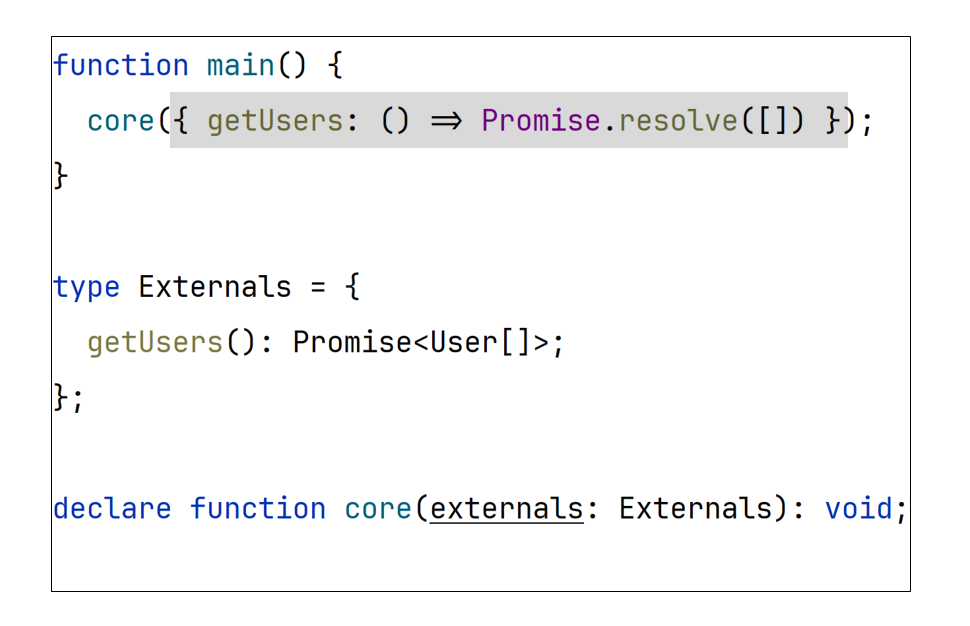 function main() {
  core({ getUsers: () => Promise.resolve([]) });
}
type Externals = {
  getUsers(): Promise<User[]>;
};
declare function core(externals: Externals): void;